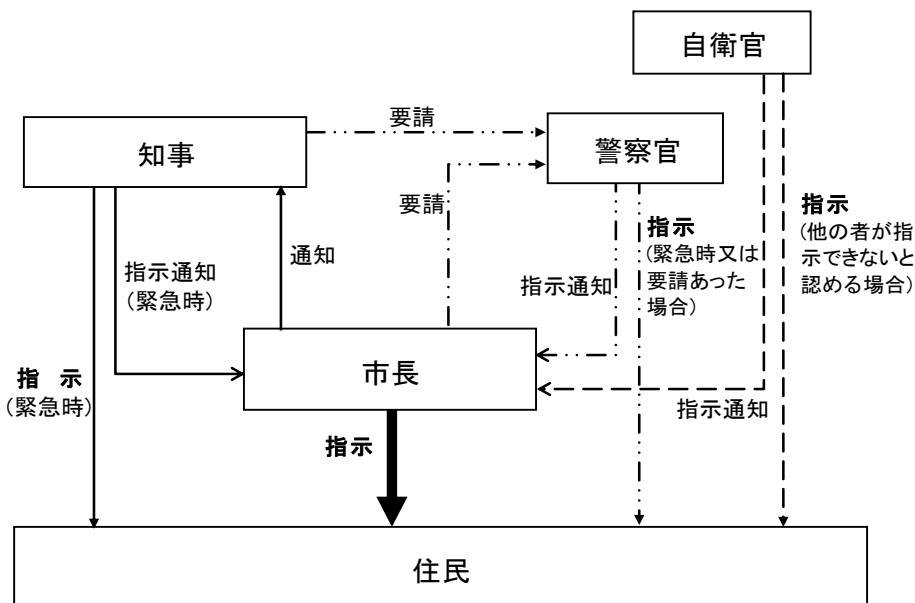 自衛官
要請
知事
警察官
要請
指示
(他の者が指
示できないと
認める場合)
指示
(緊急時又は
要請あった
場合)
通知
指示通知
(緊急時)
指示通知
市長
指　示
(緊急時)
指示通知
指示
住民